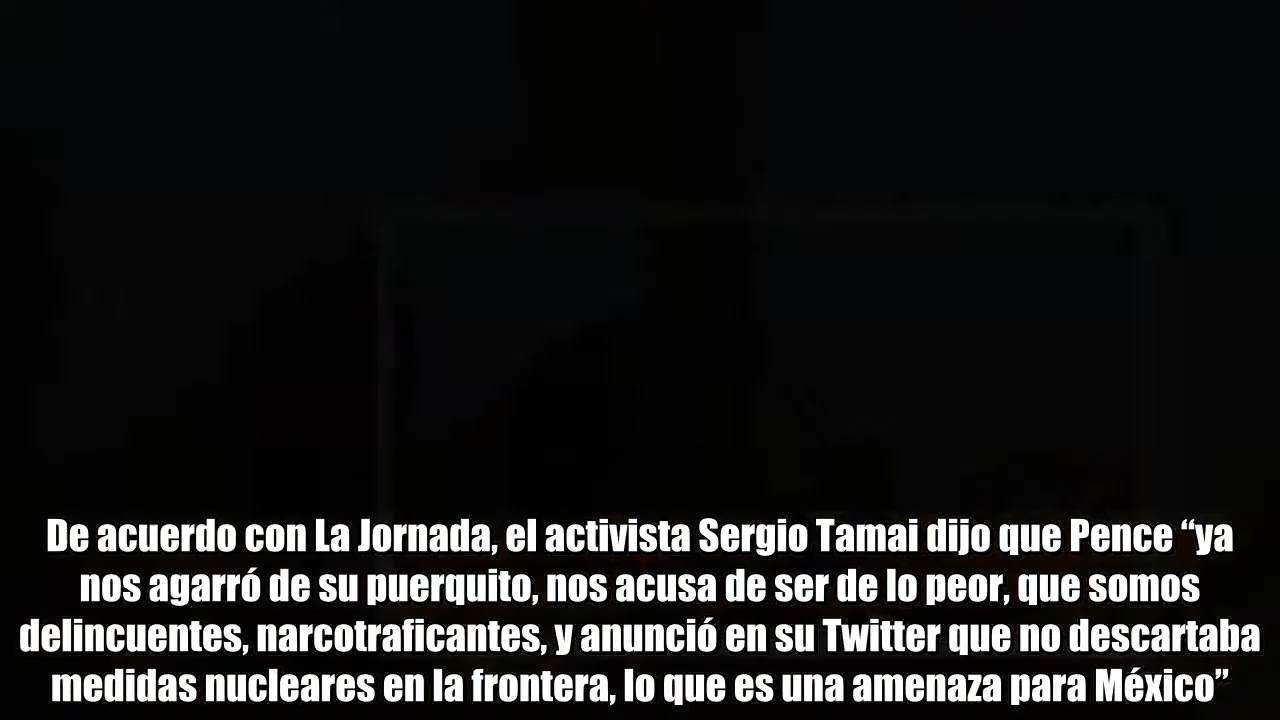 De acuerdo con La Jornada, el activista Sergio Tamai dijo que Pence “ya
nos agarró de su puerquito, nos acusa de ser de lo peor, que somos
delincuentes, narcotraficantes, y anunció en su Twitter que no descartaba
medidas nucleares en la frontera, lo que es una amenaza para México”